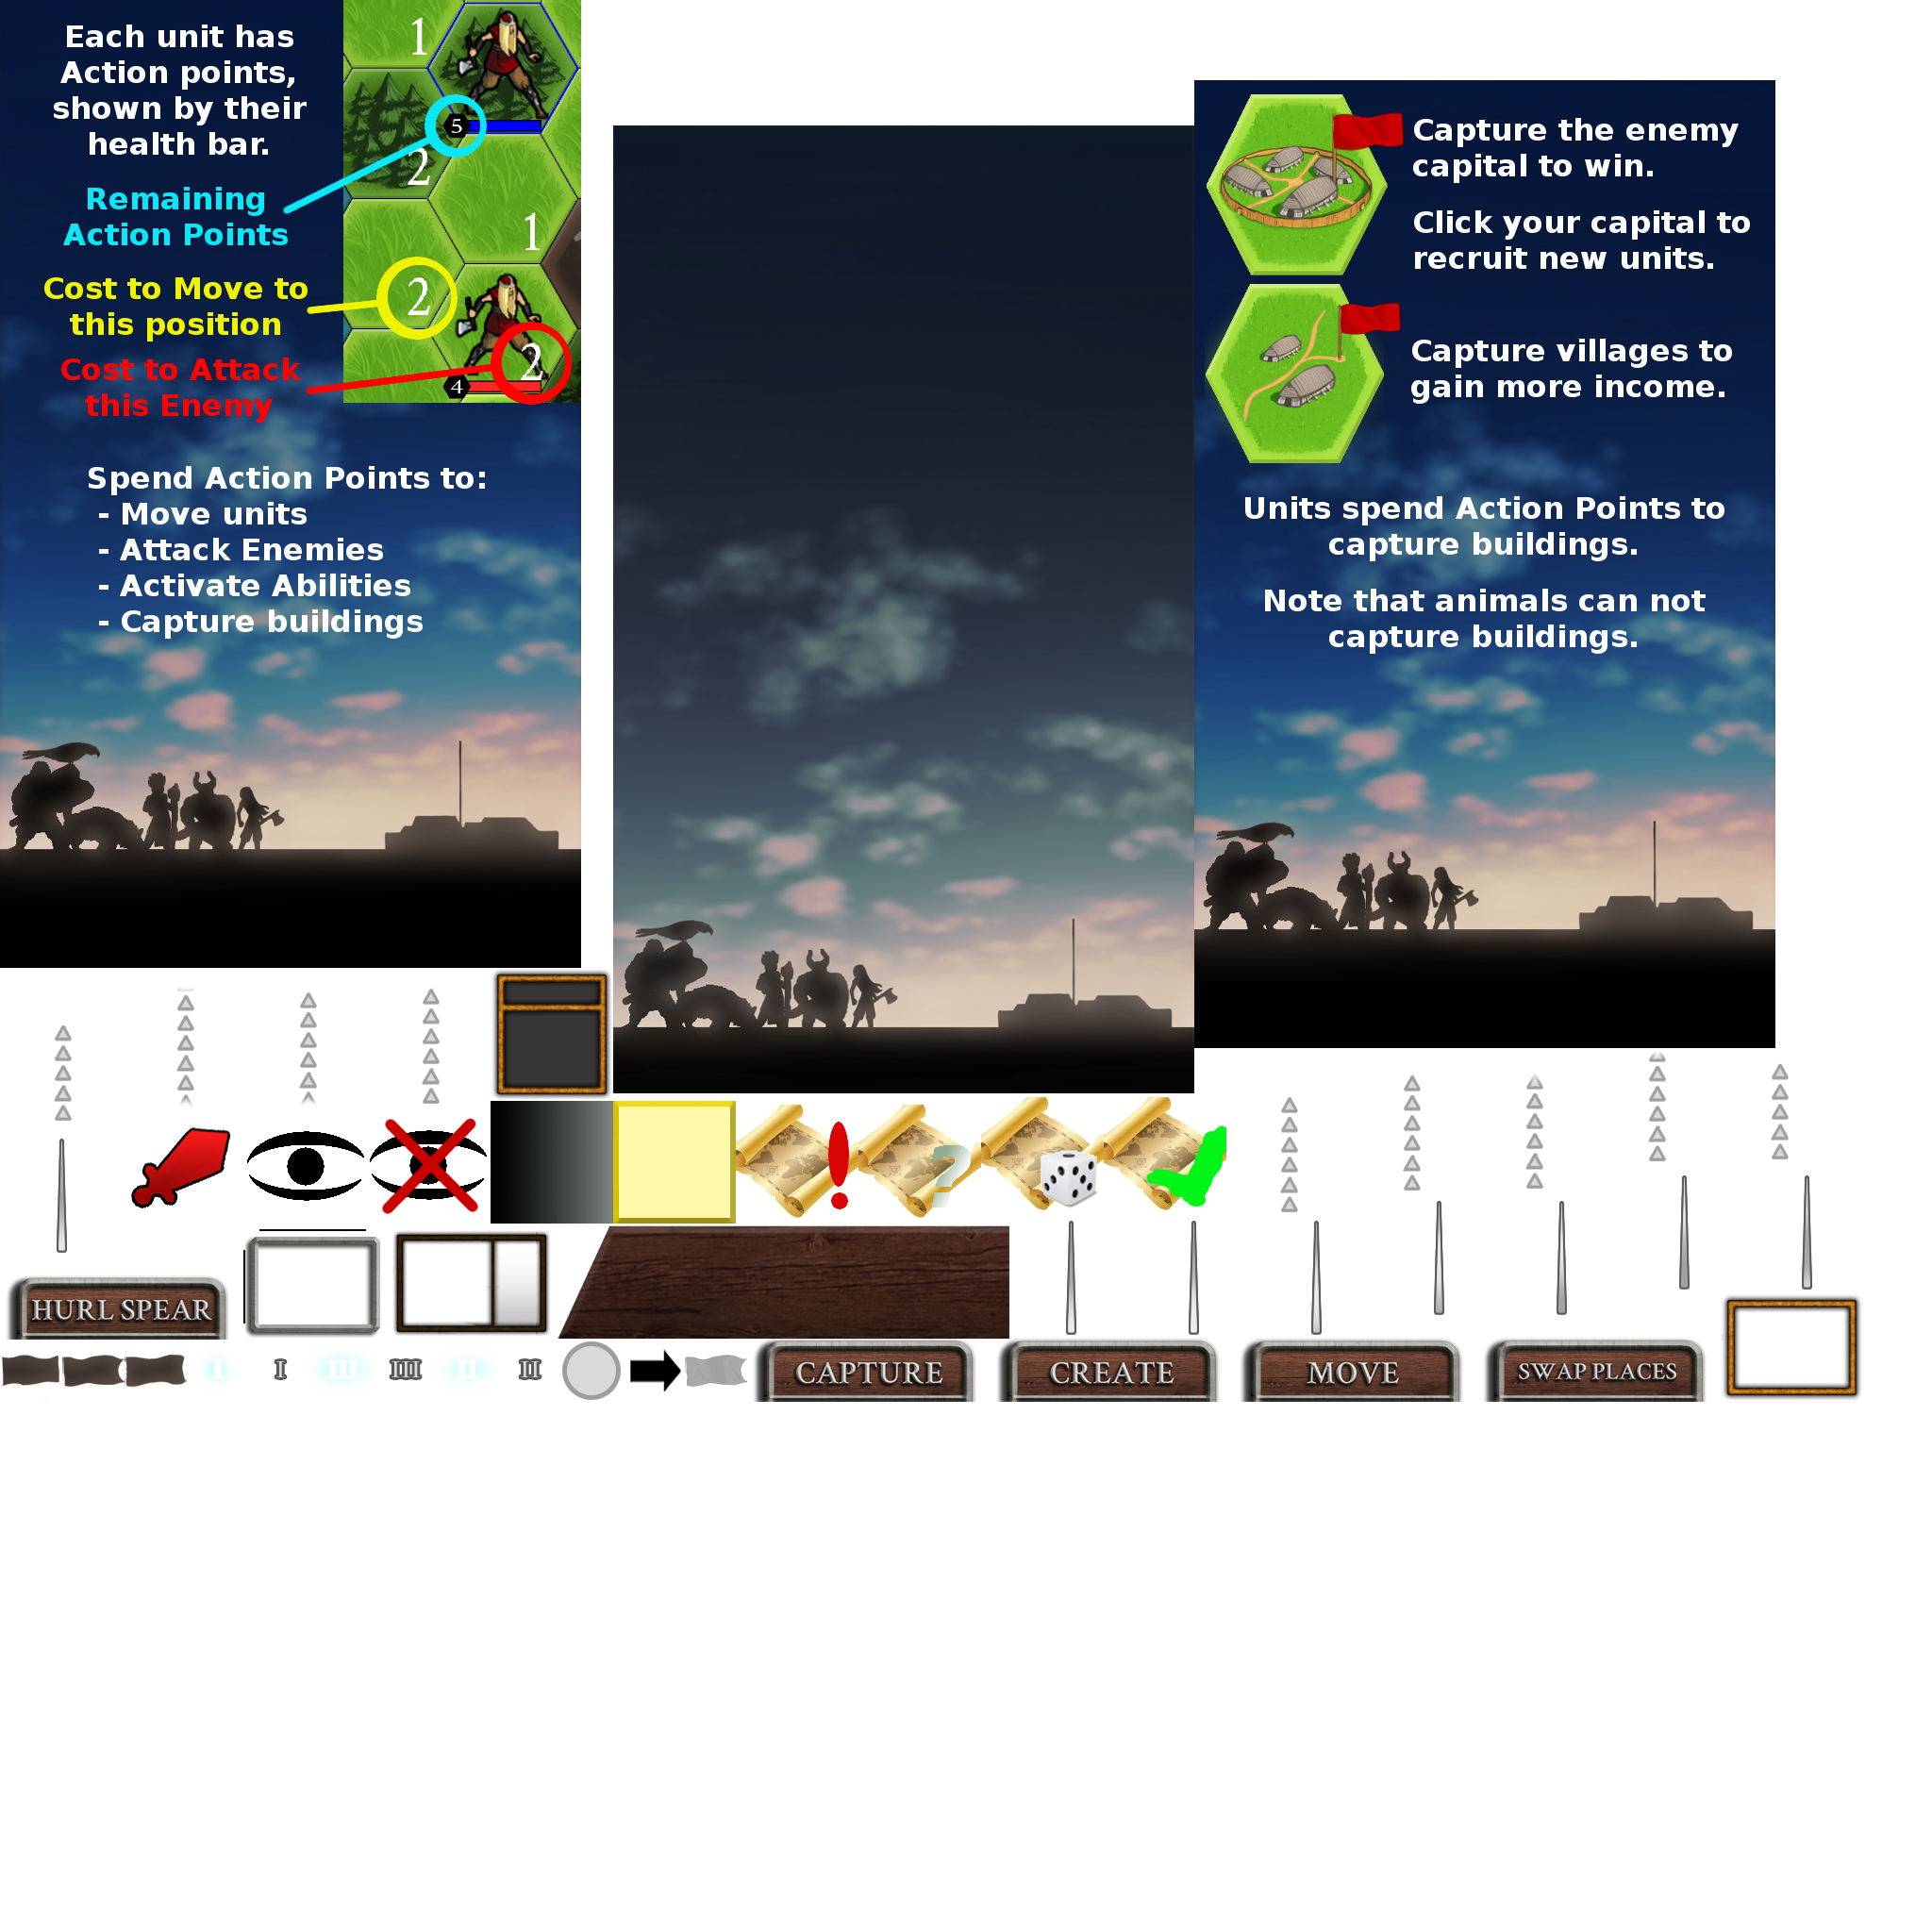 Each unit has
Action points,
shown by their
health bar.
Remaining
Action Points
Cost to Move to
this position
Cost to Attack
this Enemy
1
5
2
1
2
2
4
Spend Action Points to:
- Move units
- Attack Enemies
- Activate Abilities
- Capture buildings
Capture the enemy
capital to win.
Click your capital to
recruit new units.
Capture villages to
gain more income.
Units spend Action Points to
capture buildings.
Note that animals can not
capture buildings.
?
HURL SPEAR
I I III III II II
CAPTURE
CREATE
MOVE
SWAP PLACES